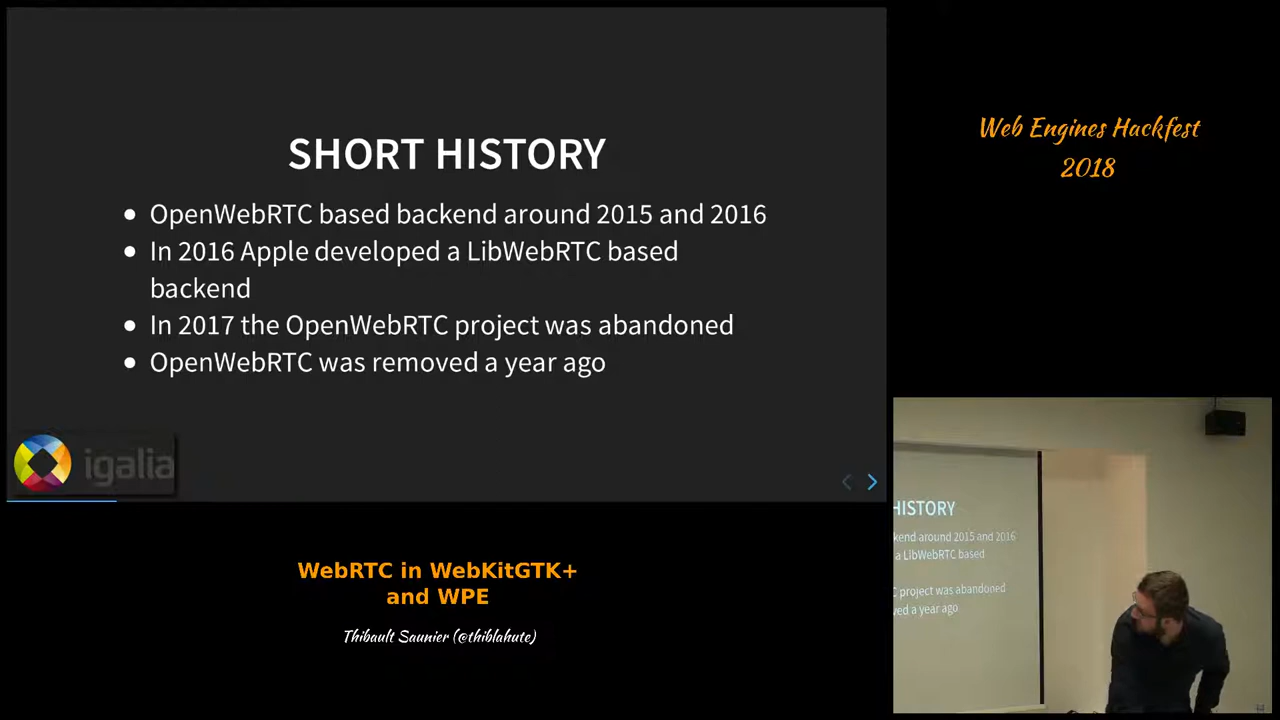 SHORT HISTORY
OpenWebRTC based backend around 2015 and 2016
In 2016 Apple developed a LibWebRTC based
backend
In 2017 the OpenWebRTC project was abandoned
OpenWebRTC was removed a year ago
igalia
Web Engines Hackfest
2018
WebRTC in WebKitGTK+
and WPE
Thibault Saunier (@thiblahute)
HISTORY
kend around 2015 and 2016
a LibWebRTC based
C project was abandoned
ved a year ago